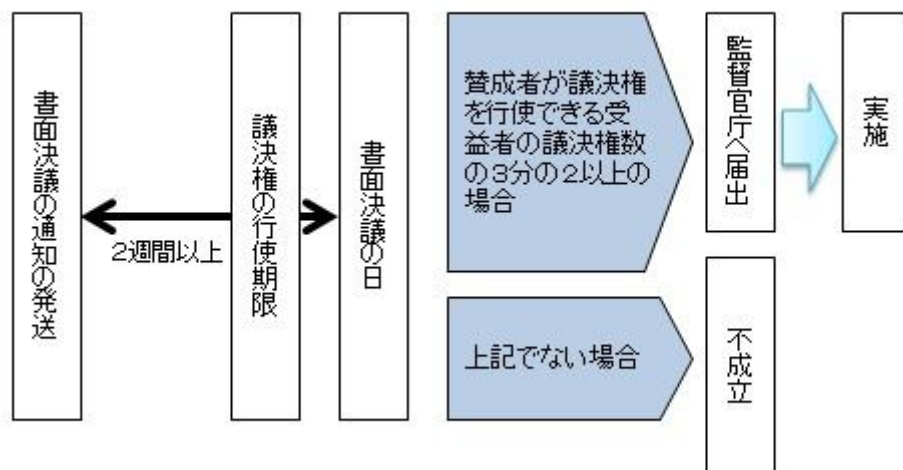 書面決議の通知の発送
2週間以上
議決権の行使期限
書面決議の日
賛成者が議決権
を行使できる受
益者の議決権数
の3分の2以上の
場合
監督官庁へ届出
実施
上記でない場合
不成立